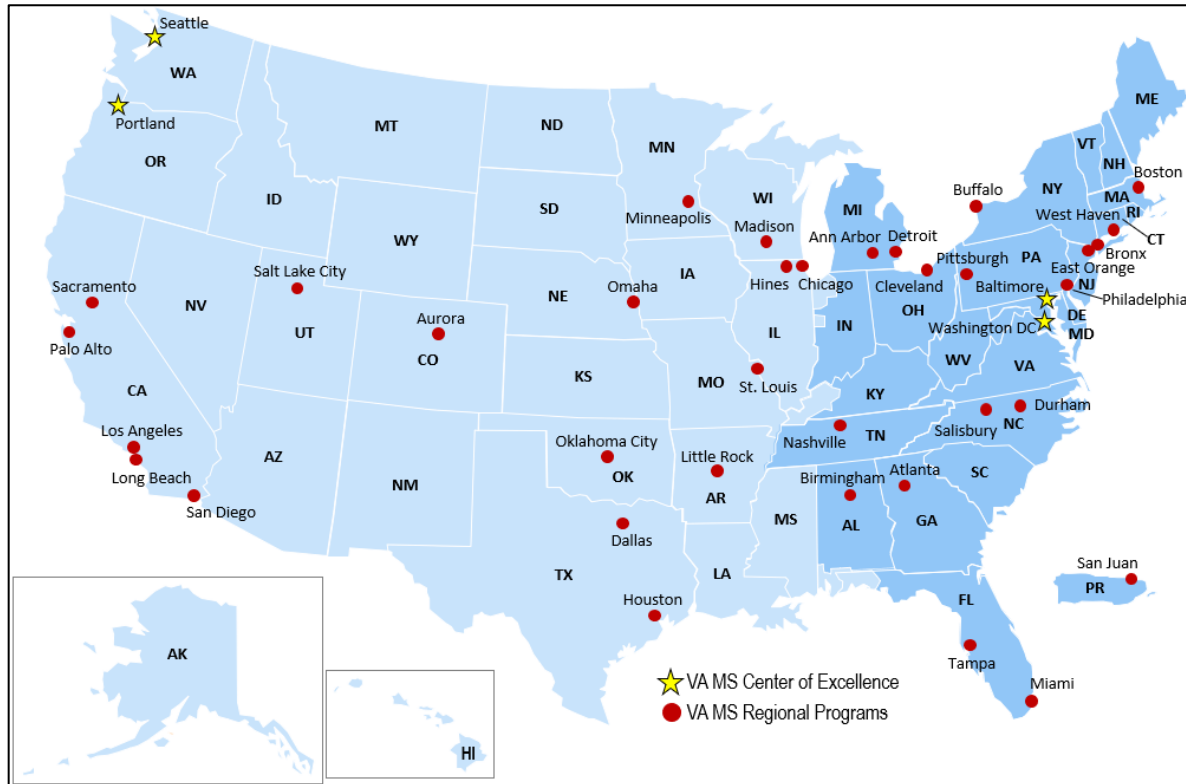 Seattle
WA
Portland
OR
MT
ND
MN
ID
SD
WI
MI
ME
VT
NH
NY
MA
RI
CT
Boston
Buffalo
West Haven
Bronx
East Orange
NJ
Philadelphia
PA
Pittsburgh
Baltimore
Washington DC
DE
MD
Minneapolis
Madison
Ann Arbor
Detroit
Hines
Chicago
Cleveland
WY
IA
NE
Omaha
Salt Lake City
Sacramento
NV
UT
Palo Alto
CA
Aurora
CO
KS
MO
IL
St. Louis
IN
OH
WV
VA
KY
Durham
NC
Salisbury
Nashville
TN
Los Angeles
Long Beach
San Diego
AZ
NM
Oklahoma City
OK
Little Rock
AR
Birmingham
AL
Atlanta
GA
SC
MS
LA
Dallas
TX
Houston
FL
Tampa
Miami
San Juan
PR
AK
HI
VA MS Center of Excellence
VA MS Regional Programs